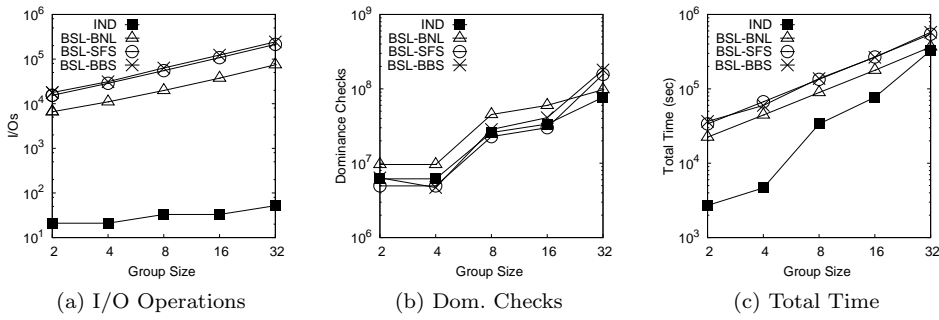 IND
BSL-BNL
BSL-SFS
BSL-BBS
10^6
10^5
10^4
10^3
10^2
10^1
I/Os
2 4 8 16 32
Group Size
(a) I/O Operations
IND
BSL-BNL
BSL-SFS
BSL-BBS
10^9
10^8
10^7
10^6
Dominance Checks
2 4 8 16 32
Group Size
(b) Dom. Checks
IND
BSL-BNL
BSL-SFS
BSL-BBS
10^6
10^5
10^4
10^3
Total Time (sec)
2 4 8 16 32
Group Size
(c) Total Time